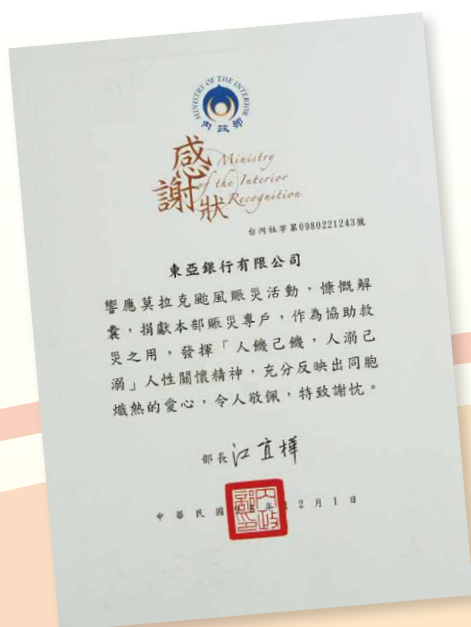 MINISTRY OF THE INTERIOR
內政部
感謝狀
Ministry
of the Interior
Recognition
台內社字第0980221243號
東亞銀行有限公司
響應莫拉克颱風賑災活動，慷慨解
囊，捐獻本部賑災專戶，作為協助救
災之用，發揮「人饑己饑，人溺己
溺」人性關懷精神，充分反映出同胞
熾熱的愛心，令人敬佩，特致謝忱。
部長 江宜樺
中華民國 年 2月1日